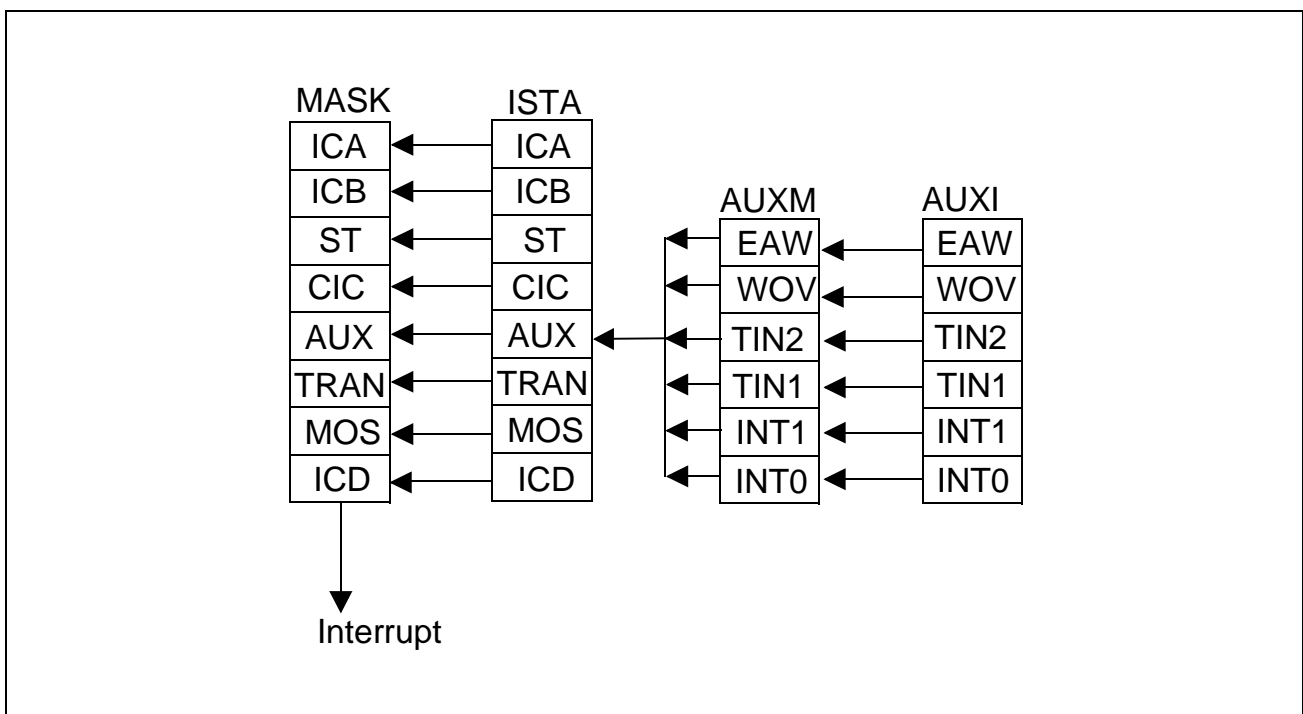 MASK
ICA
ICB
ST
CIC
AUX
TRAN
MOS
ICD
Interrupt
ISTA
ICA
ICB
ST
CIC
AUX
TRAN
MOS
ICD
AUXM
EAW
WOV
TIN2
TIN1
INT1
INT0
AUXI
EAW
WOV
TIN2
TIN1
INT1
INT0